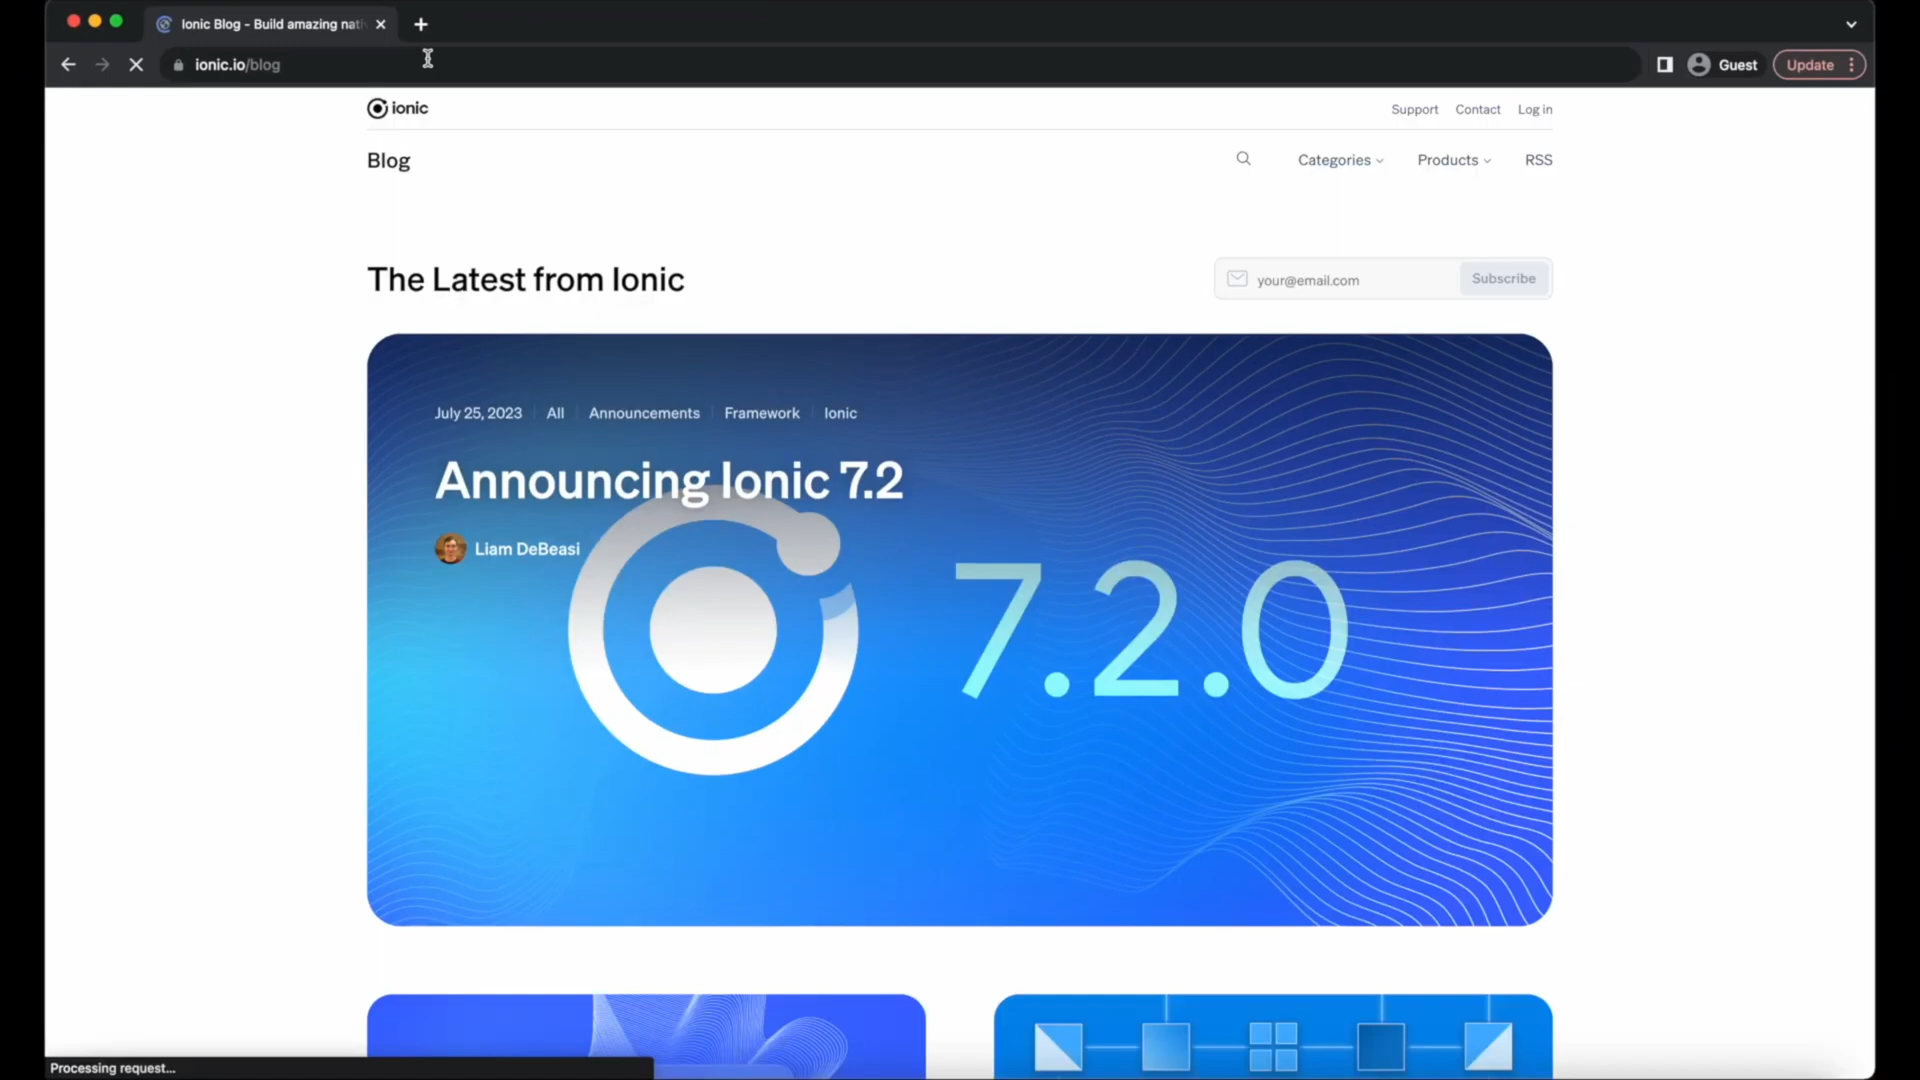 Ionic Blog - Build amazing nati
ionic.io/blog
Guest
Update
ionic
Support Contact Log in
Blog
Categories Products RSS
The Latest from Ionic
your@email.com
Subscribe
July 25, 2023 All Announcements Framework Ionic
Announcing Ionic 7.2
Liam DeBeasi
7.2.0
Processing request...